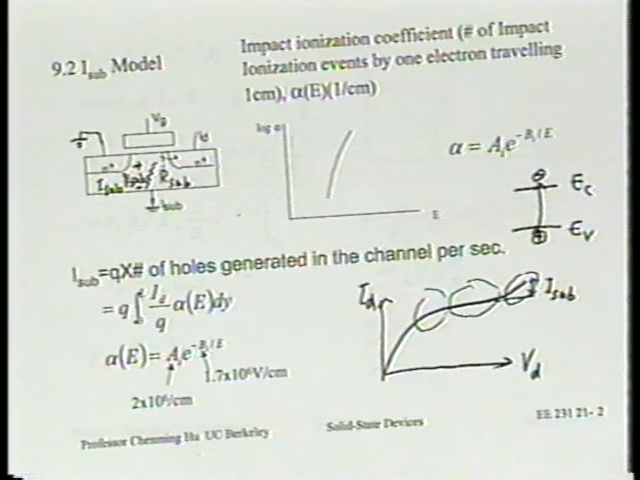 9.2 Isub Model
Impact ionization coefficient (# of Impact
Ionization events by one electron travelling
1cm), α(E)(1/cm)
Vg
d
Isub
Rsub
Isub
log α
E
α = Aᵢe^-Bᵢ/E
Ec
Ev
Isub=qX# of holes generated in the channel per sec.
= q∫ Id/q α(E)dy
α(E) = Aᵢe^-Bᵢ/E
1.7x10⁶V/cm
2x10⁶/cm
Id
Isub
Vd
Professor Chenming Hu UC Berkeley
Solid-State Devices
EE 231 21- 2